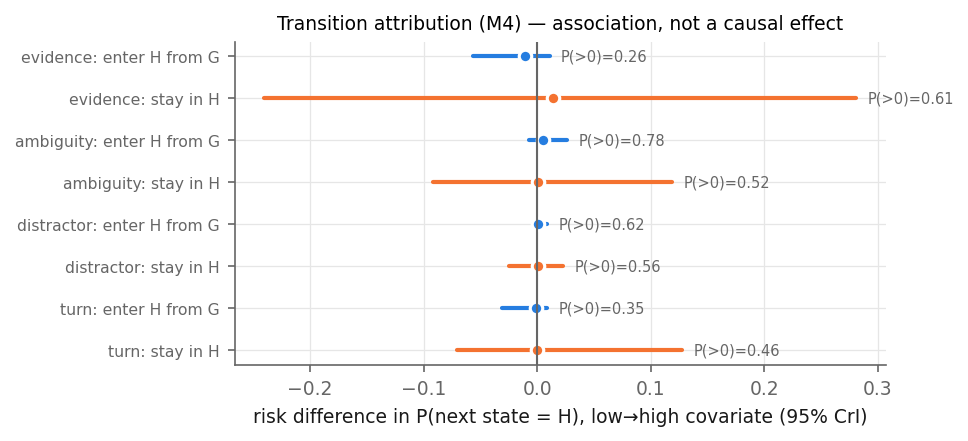 Transition attribution (M4) — association, not a causal effect
evidence: enter H from G
P(>0)=0.26
evidence: stay in H
P(>0)=0.61
ambiguity: enter H from G
P(>0)=0.78
ambiguity: stay in H
P(>0)=0.52
distractor: enter H from G
P(>0)=0.62
distractor: stay in H
P(>0)=0.56
turn: enter H from G
P(>0)=0.35
turn: stay in H
P(>0)=0.46
−0.2 −0.1 0.0 0.1 0.2 0.3
risk difference in P(next state = H), low→high covariate (95% CrI)